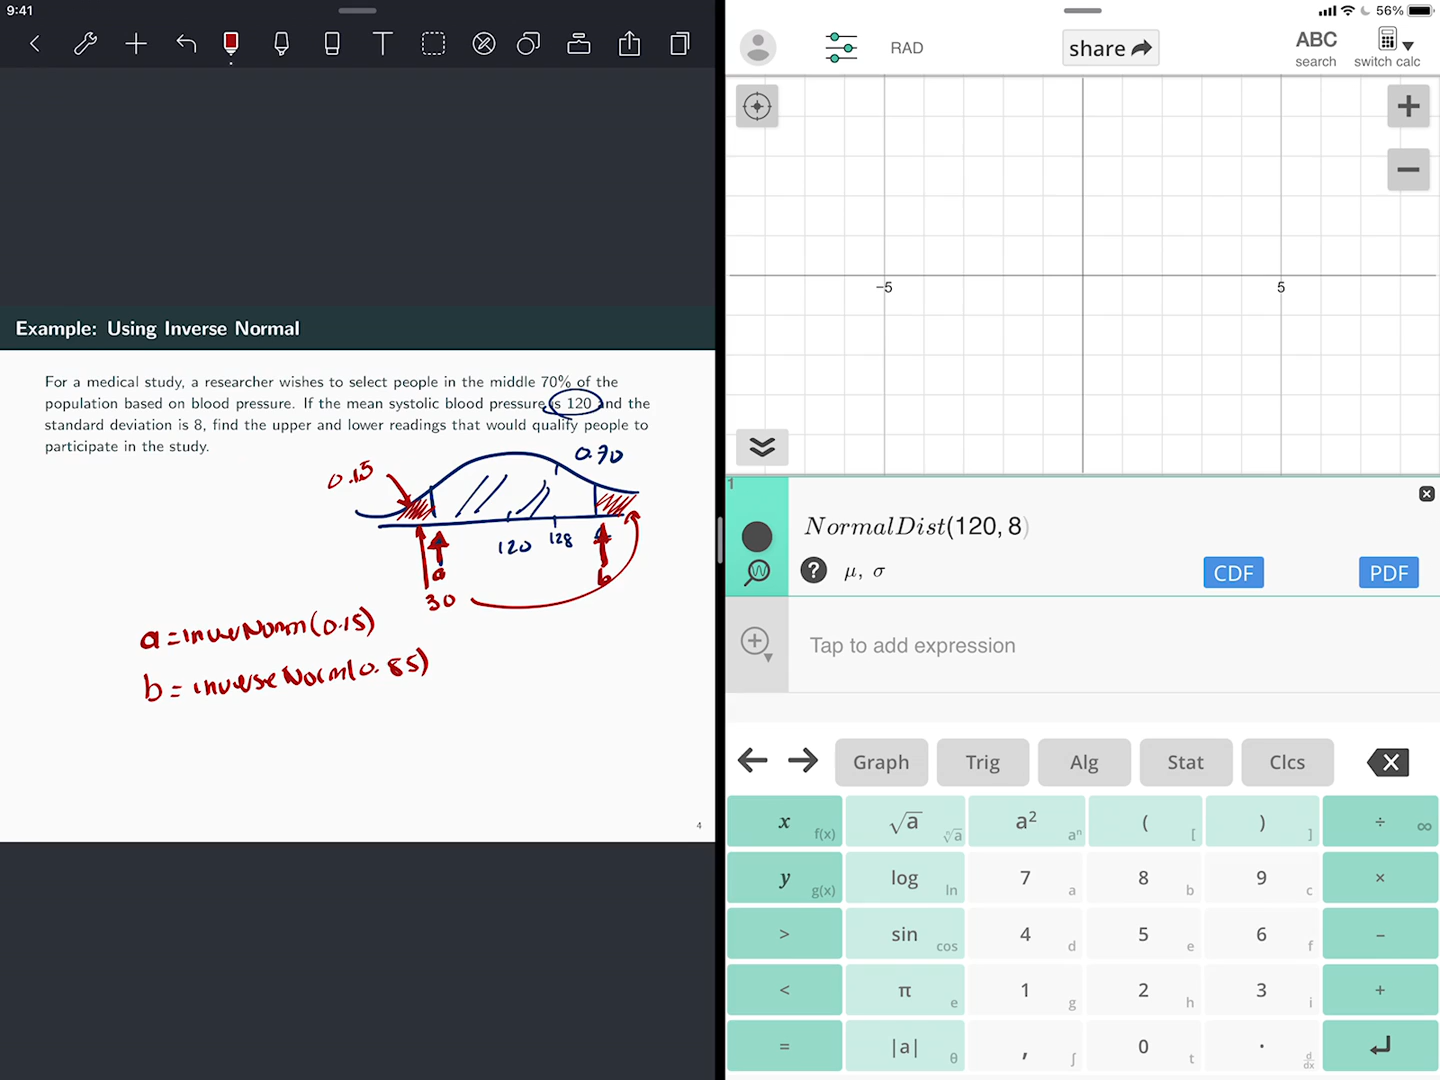 9:41
56%
T
RAD
share
ABC
search
switch calc
-5
5
Example: Using Inverse Normal
For a medical study, a researcher wishes to select people in the middle 70% of the
population based on blood pressure. If the mean systolic blood pressure is 120 and the
standard deviation is 8, find the upper and lower readings that would qualify people to
participate in the study.
0.15
0.70
120
128
a
b
30
a = inverNorm(0.15)
b = inverseNorm(0.85)
4
1
NormalDist(120, 8)
? μ, σ
CDF
PDF
Tap to add expression
Graph
Trig
Alg
Stat
Clcs
x f(x) √a ⁿ√a a² aⁿ ( [ ) ] ÷ ∞
y g(x) log ln 7 a 8 b 9 c ×
> sin cos 4 d 5 e 6 f −
< π e 1 g 2 h 3 i +
= |a| θ , ∫ 0 t . d/dx